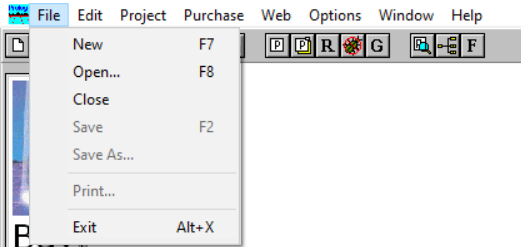 File Edit Project Purchase Web Options Window Help
P P R G F
New F7
Open... F8
Close
Save F2
Save As...
Print...
Exit Alt+X